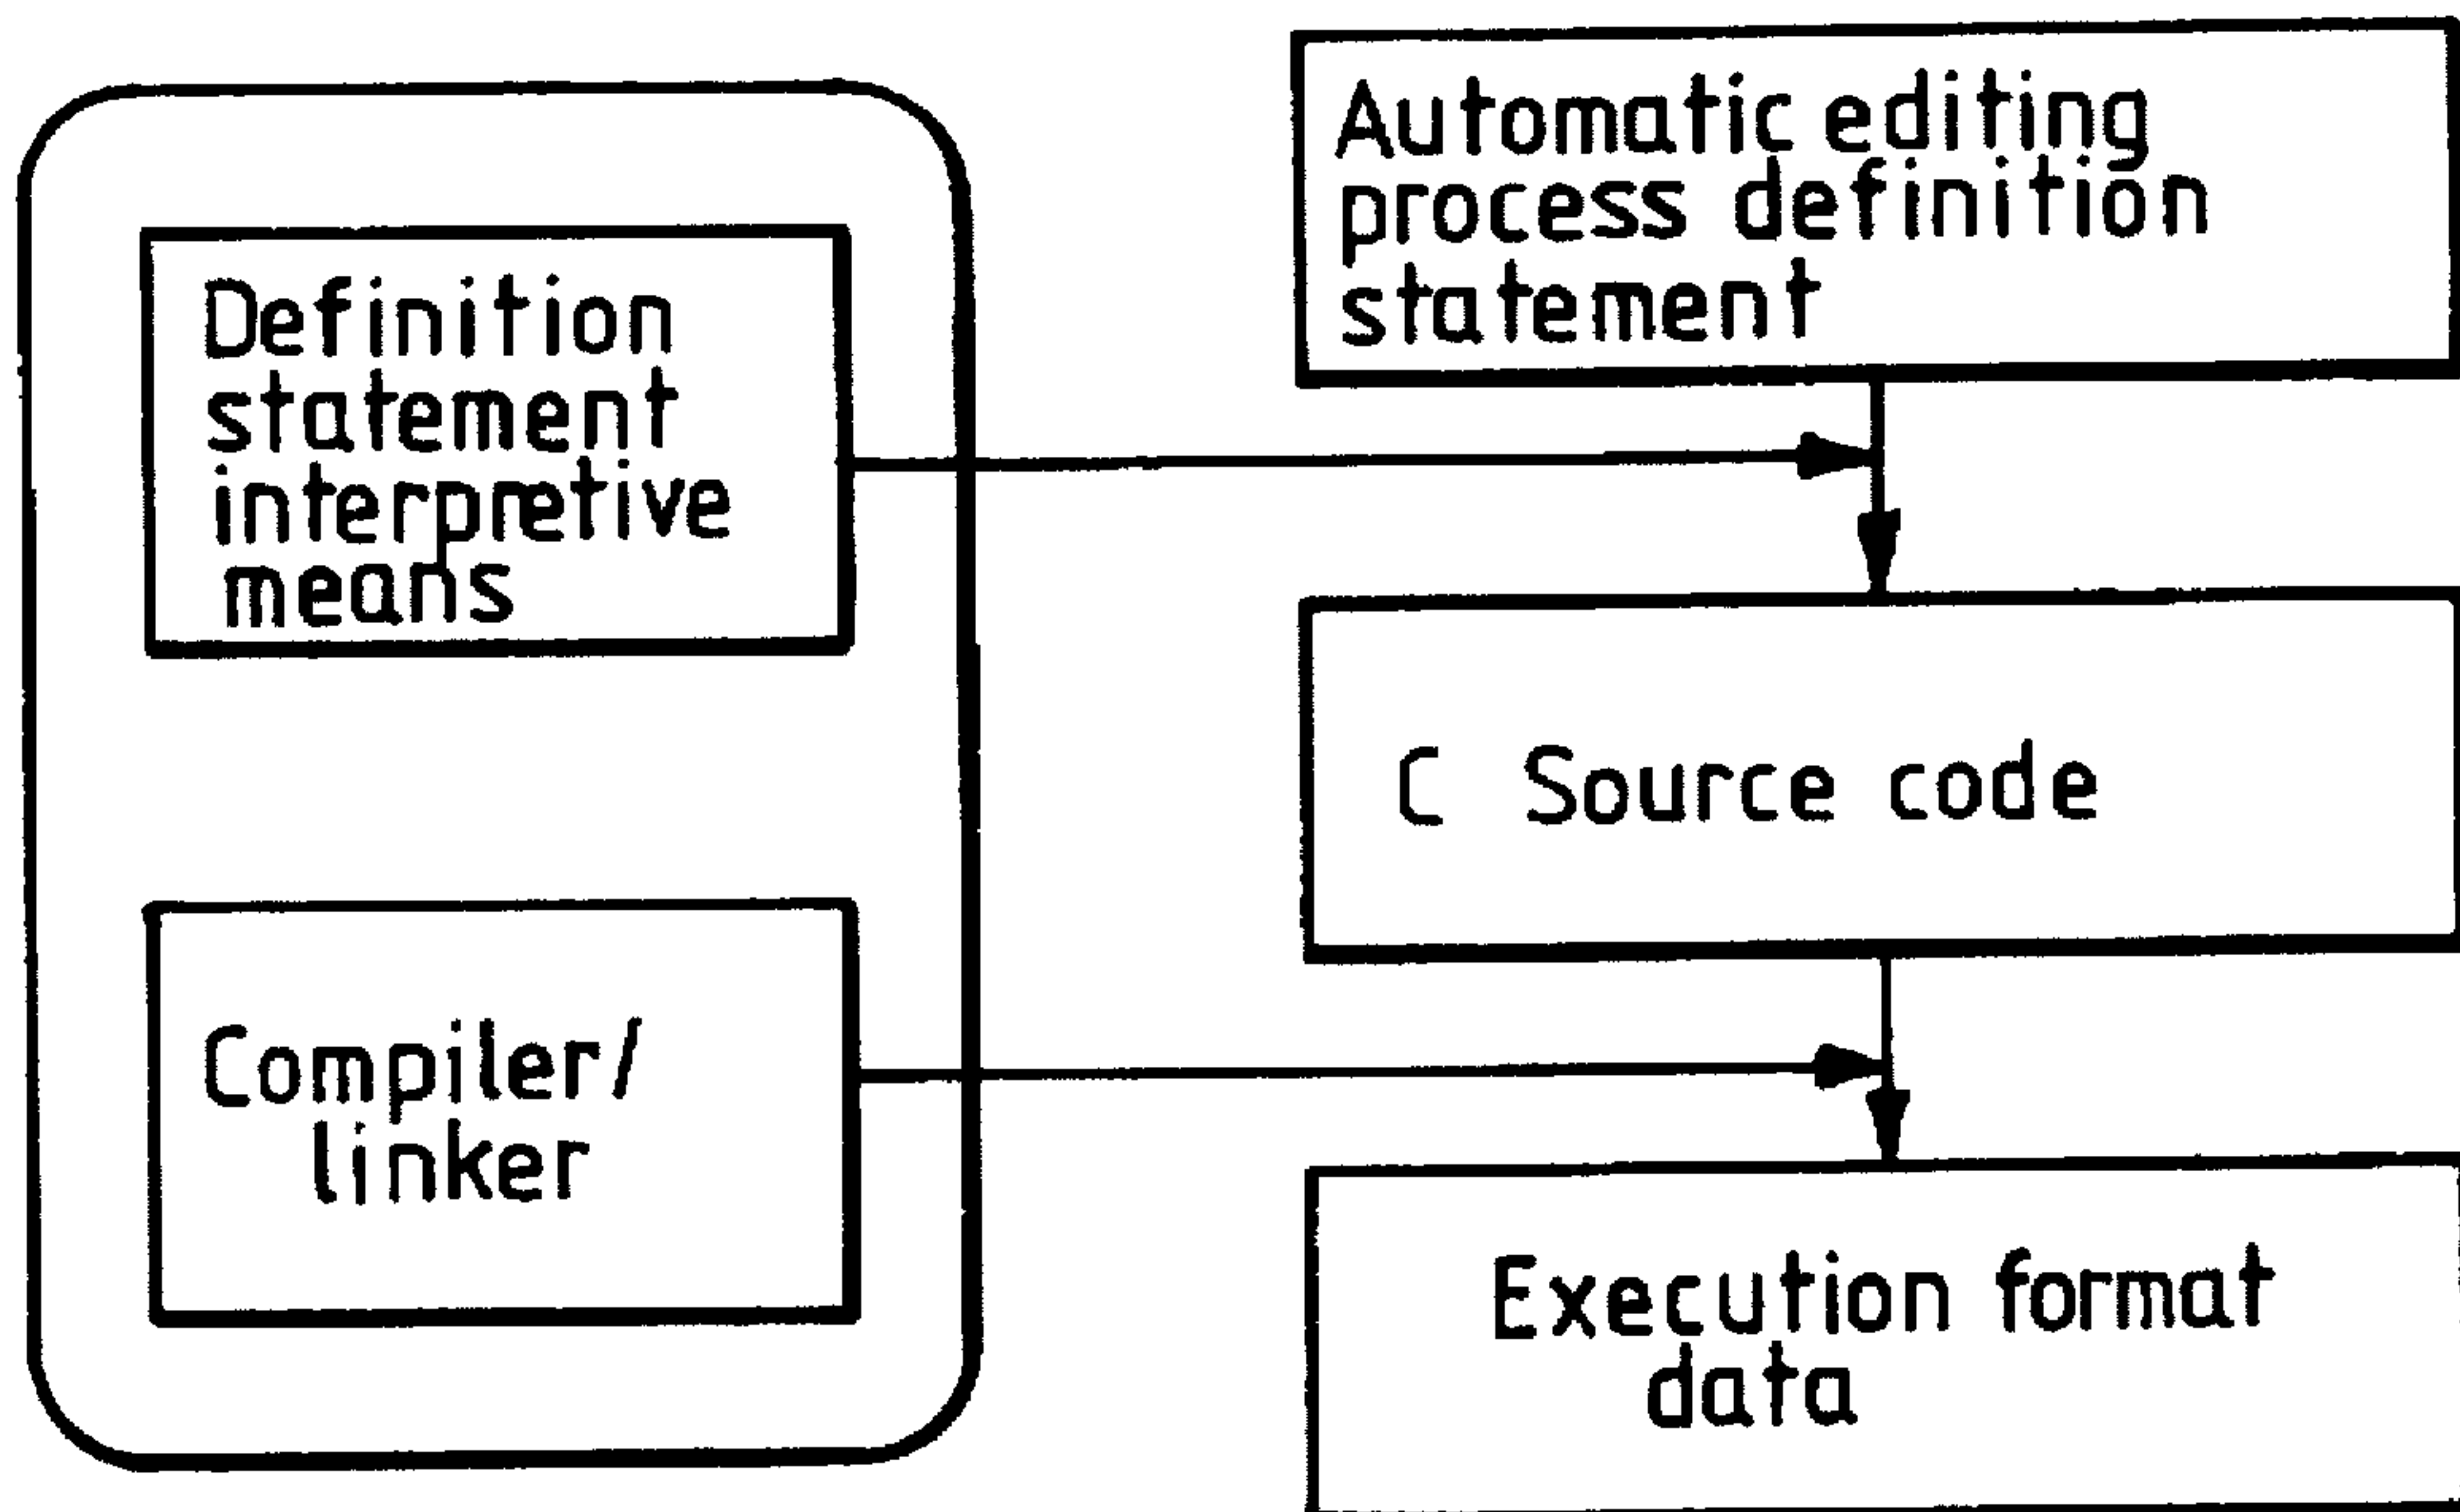 Automatic editing
process definition
statement
Definition
statement
interpretive
means
C Source code
Compiler/
linker
Execution format
data